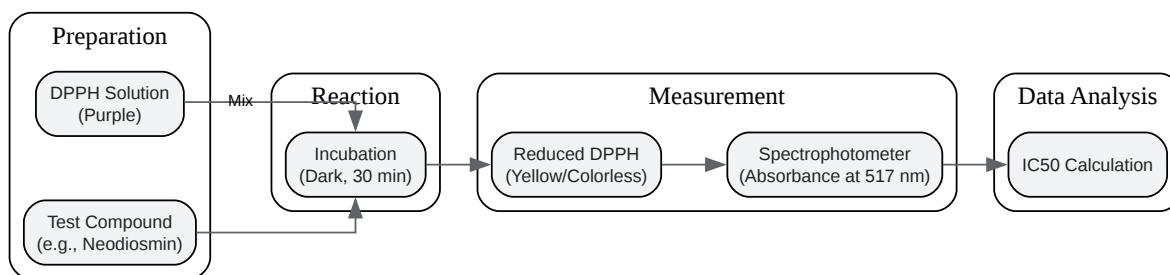 Preparation
DPPH Solution
(Purple)
Test Compound
(e.g., Neodiosmin)
Mix
Reaction
Incubation
(Dark, 30 min)
Measurement
Reduced DPPH
(Yellow/Colorless)
Spectrophotometer
(Absorbance at 517 nm)
Data Analysis
IC50 Calculation